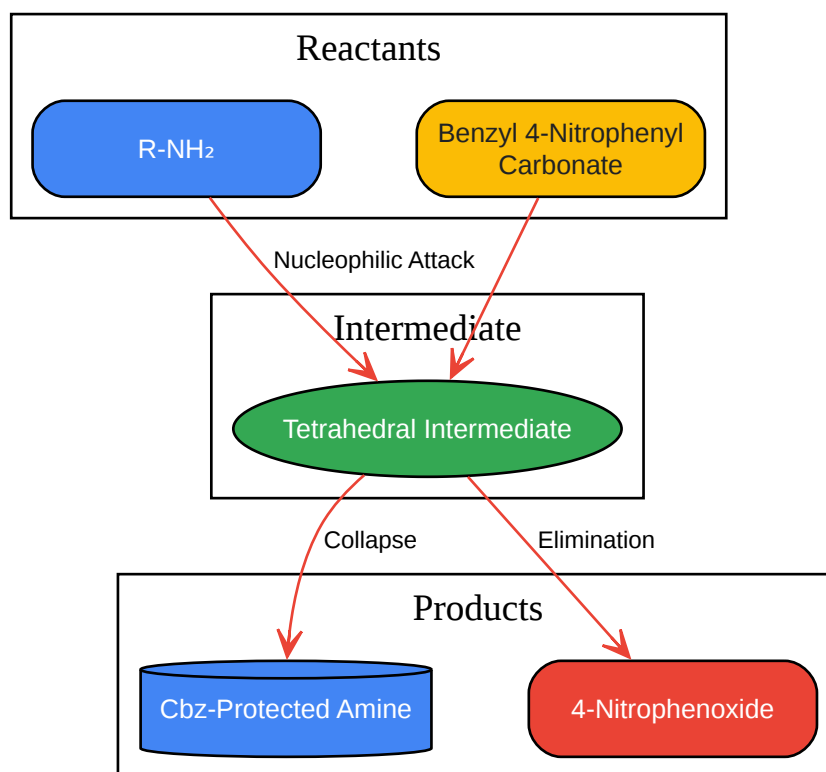 Reactants
R-NH₂
Benzyl 4-Nitrophenyl
Carbonate
Nucleophilic Attack
Intermediate
Tetrahedral Intermediate
Collapse
Elimination
Products
Cbz-Protected Amine
4-Nitrophenoxide